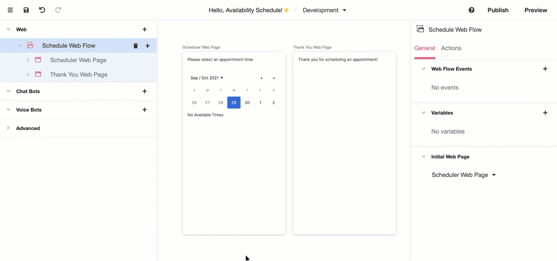 Hello, Availability Schedule!
/
Development
Publish
Preview
Web
Schedule Web Flow
Scheduler Web Page
Thank You Web Page
Chat Bots
Voice Bots
Advanced
Scheduler Web Page
Please select an appointment time:
Sep / Oct 2021
S M T W T F S
26 27 28 29 30 1 2
No Available Times
Thank You Web Page
Thank you for scheduling an appointment!
Schedule Web Flow
General Actions
Web Flow Events
No events
Variables
No variables
Initial Web Page
Scheduler Web Page